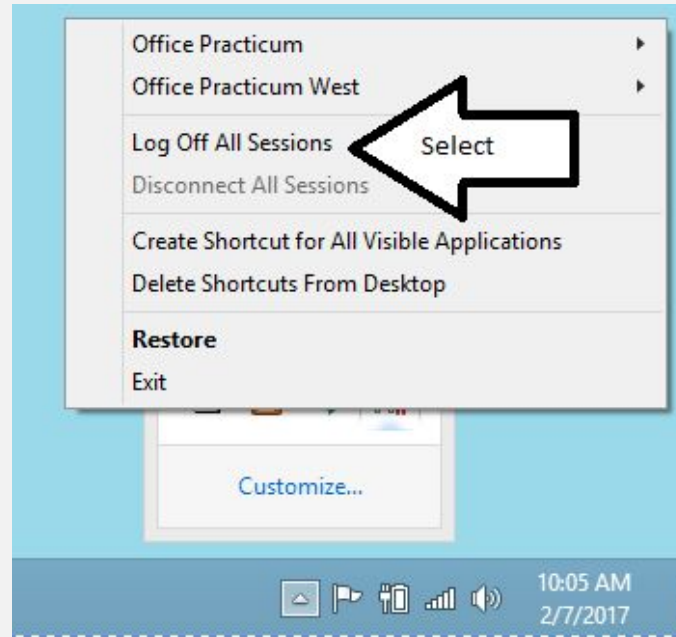 Office Practicum
Office Practicum West
Log Off All Sessions
Select
Disconnect All Sessions
Create Shortcut for All Visible Applications
Delete Shortcuts From Desktop
Restore
Exit
Customize...
10:05 AM
2/7/2017